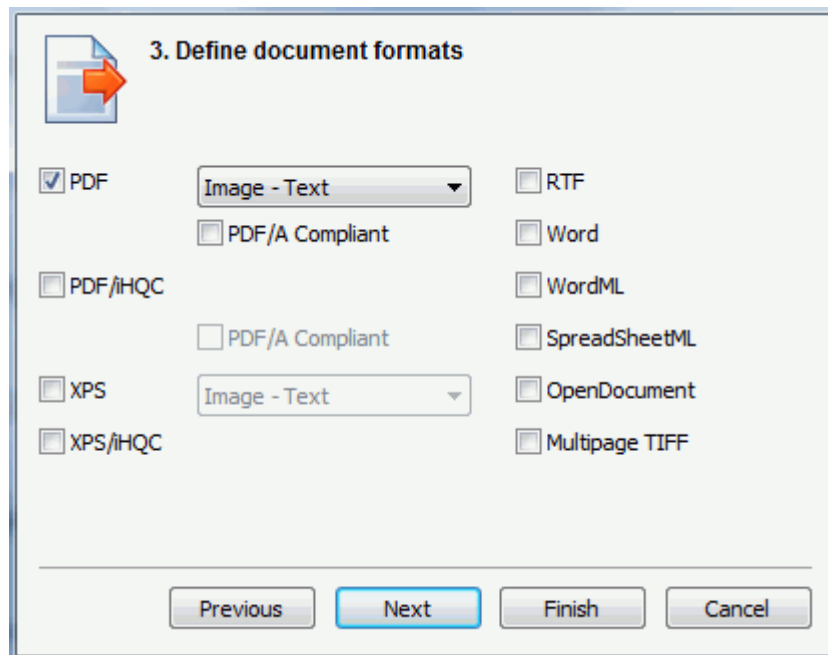 3. Define document formats
PDF Image - Text RTF
PDF/A Compliant Word
PDF/iHQC WordML
PDF/A Compliant SpreadSheetML
XPS Image - Text OpenDocument
XPS/iHQC Multipage TIFF
Previous Next Finish Cancel